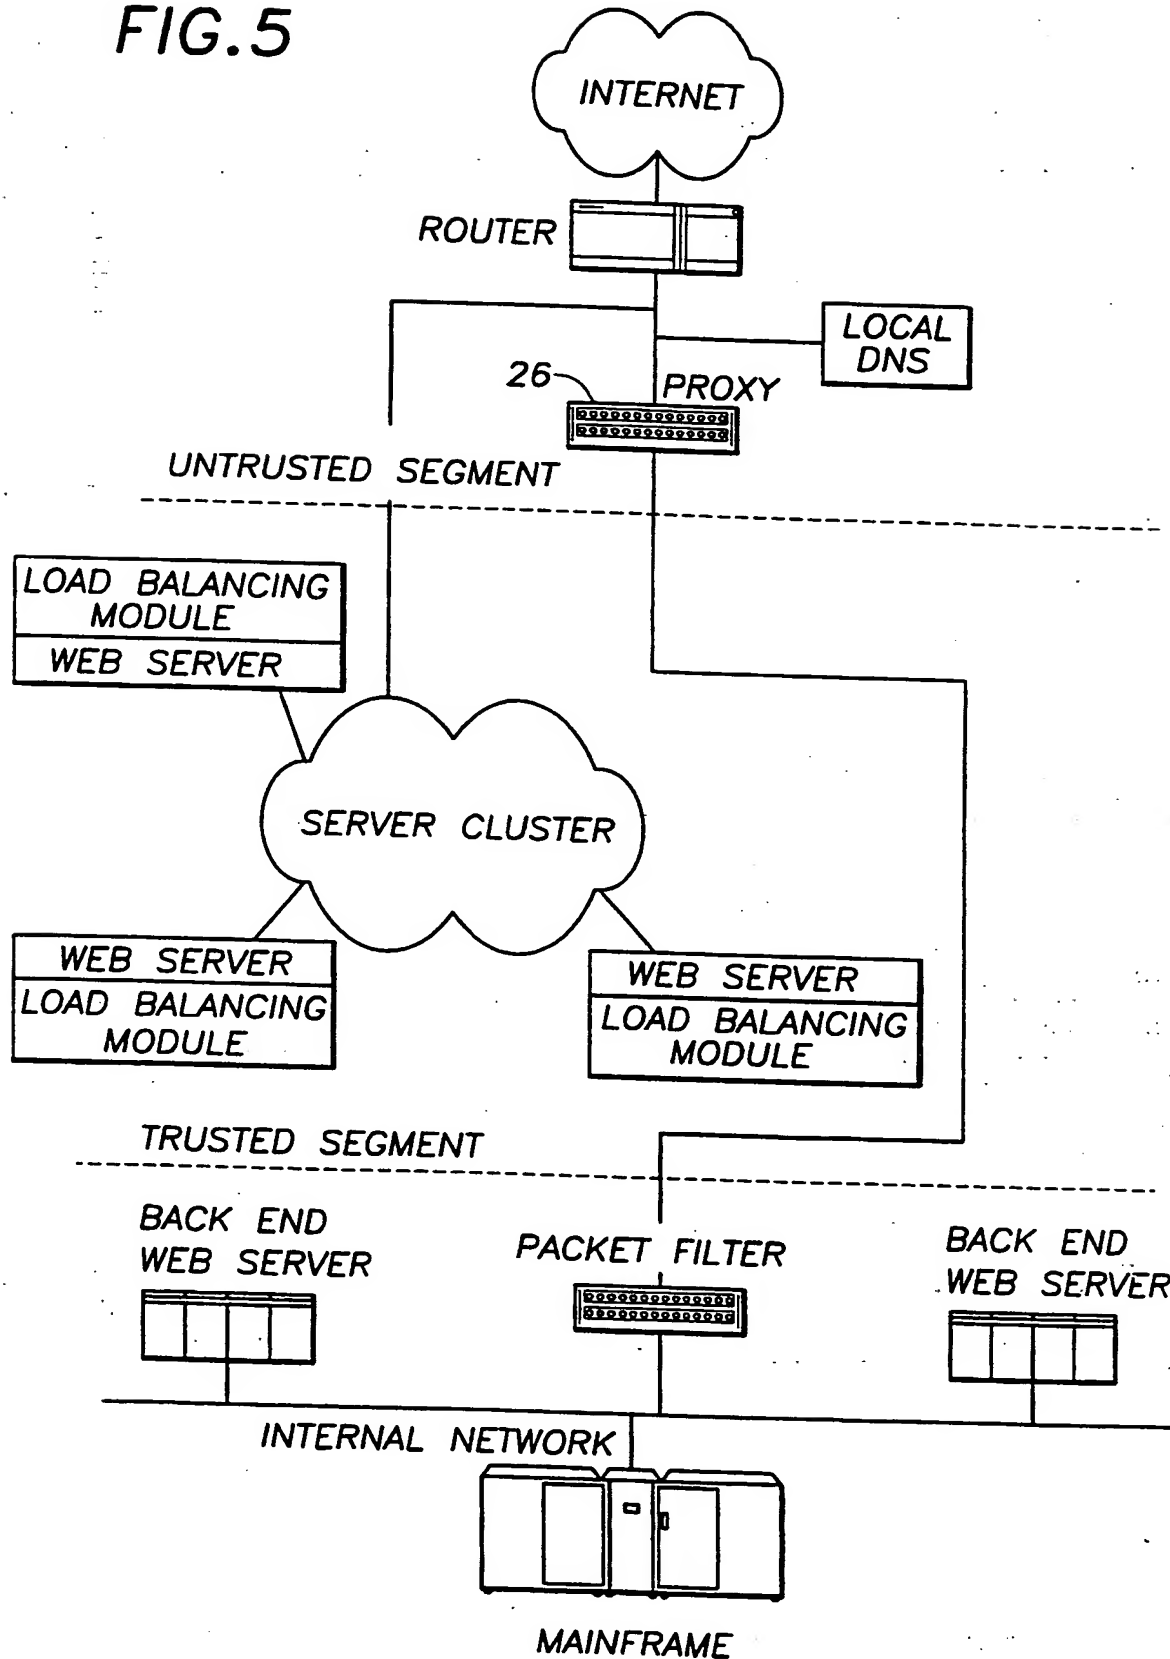 FIG.5
INTERNET
ROUTER
LOCAL
DNS
26
PROXY
UNTRUSTED SEGMENT
LOAD BALANCING
MODULE
WEB SERVER
SERVER CLUSTER
WEB SERVER
LOAD BALANCING
MODULE
WEB SERVER
LOAD BALANCING
MODULE
TRUSTED SEGMENT
BACK END
WEB SERVER
PACKET FILTER
BACK END
WEB SERVER
INTERNAL NETWORK
MAINFRAME